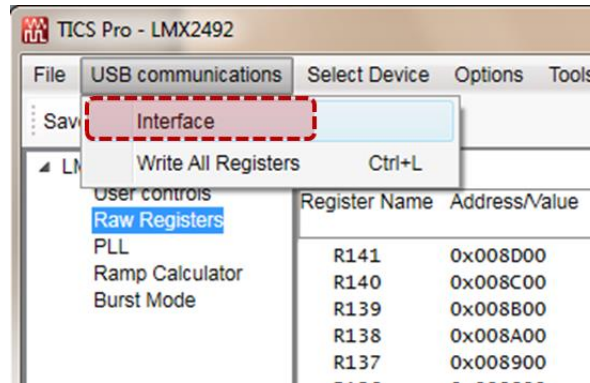 TICS Pro - LMX2492
File USB communications Select Device Options Tools
Sav
Interface
Write All Registers Ctrl+L
LM
User controls
Raw Registers
PLL
Ramp Calculator
Burst Mode
Register Name Address/Value
R141 0x008D00
R140 0x008C00
R139 0x008B00
R138 0x008A00
R137 0x008900